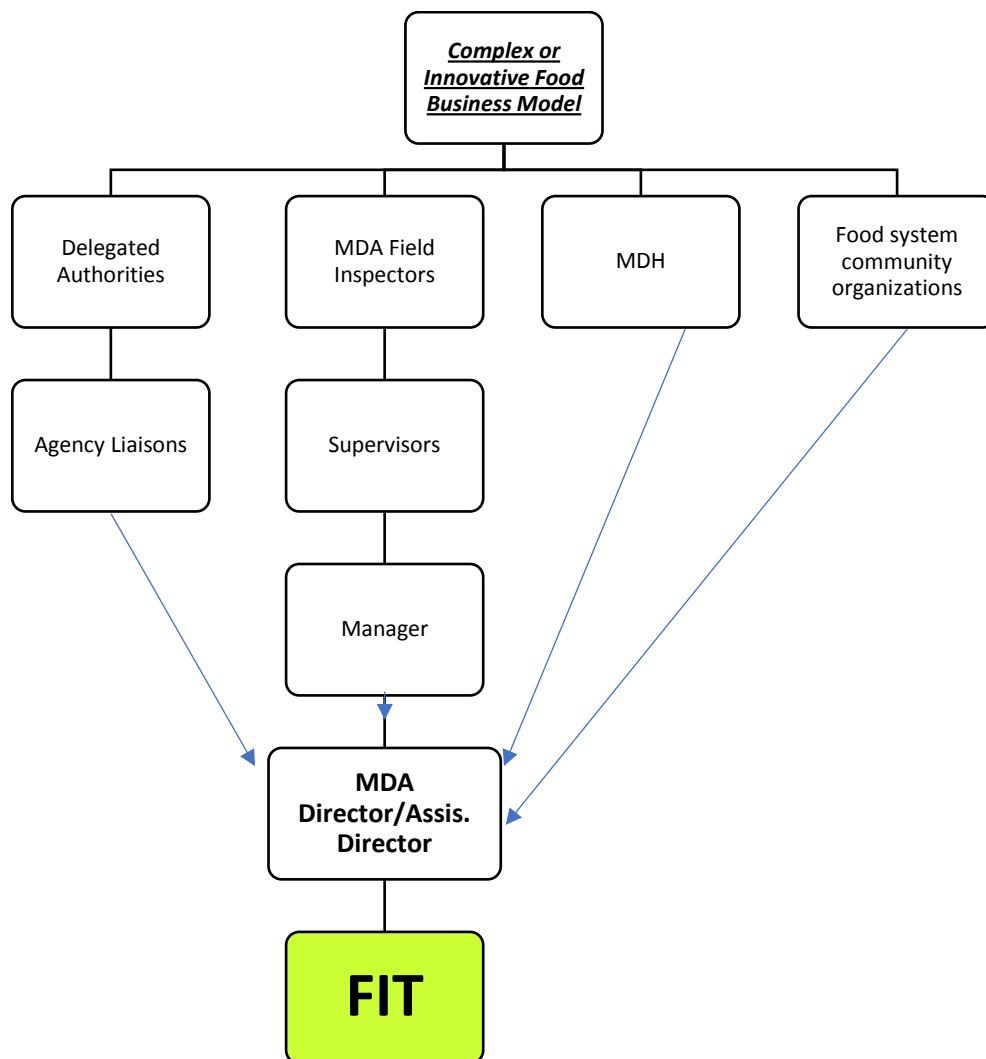 Complex or
Innovative Food
Business Model
Delegated
Authorities
MDA Field
Inspectors
MDH
Food system
community
organizations
Agency Liaisons
Supervisors
Manager
MDA
Director/Assis.
Director
FIT